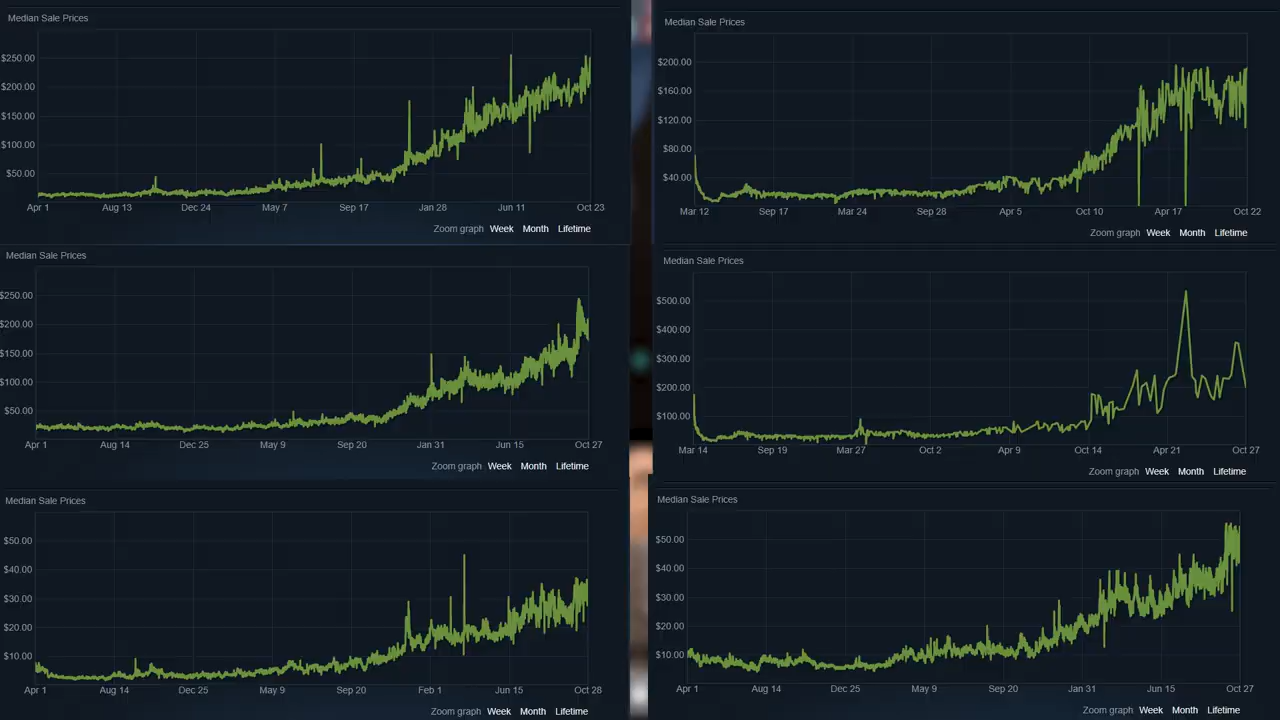 Median Sale Prices
$250.00
$200.00
$150.00
$100.00
$50.00
Apr 1 Aug 13 Dec 24 May 7 Sep 17 Jan 28 Jun 11 Oct 23
Zoom graph Week Month Lifetime
Median Sale Prices
$200.00
$160.00
$120.00
$80.00
$40.00
Mar 12 Sep 17 Mar 24 Sep 28 Apr 5 Oct 10 Apr 17 Oct 22
Zoom graph Week Month Lifetime
Median Sale Prices
$250.00
$200.00
$150.00
$100.00
$50.00
Apr 1 Aug 14 Dec 25 May 9 Sep 20 Jan 31 Jun 15 Oct 27
Zoom graph Week Month Lifetime
Median Sale Prices
$500.00
$400.00
$300.00
$200.00
$100.00
Mar 14 Sep 19 Mar 27 Oct 2 Apr 9 Oct 14 Apr 21 Oct 27
Zoom graph Week Month Lifetime
Median Sale Prices
$50.00
$40.00
$30.00
$20.00
$10.00
Apr 1 Aug 14 Dec 25 May 9 Sep 20 Feb 1 Jun 15 Oct 28
Zoom graph Week Month Lifetime
Median Sale Prices
$50.00
$40.00
$30.00
$20.00
$10.00
Apr 1 Aug 14 Dec 25 May 9 Sep 20 Jan 31 Jun 15 Oct 27
Zoom graph Week Month Lifetime